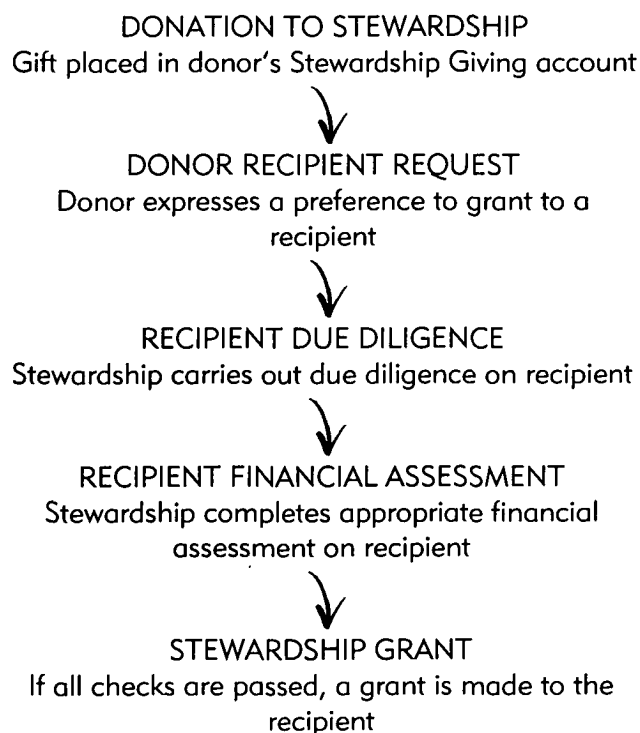 DONATION TO STEWARDSHIP
Gift placed in donor's Stewardship Giving account
DONOR RECIPIENT REQUEST
Donor expresses a preference to grant to a
recipient
RECIPIENT DUE DILIGENCE
Stewardship carries out due diligence on recipient
RECIPIENT FINANCIAL ASSESSMENT
Stewardship completes appropriate financial
assessment on recipient
STEWARDSHIP GRANT
If all checks are passed, a grant is made to the
recipient